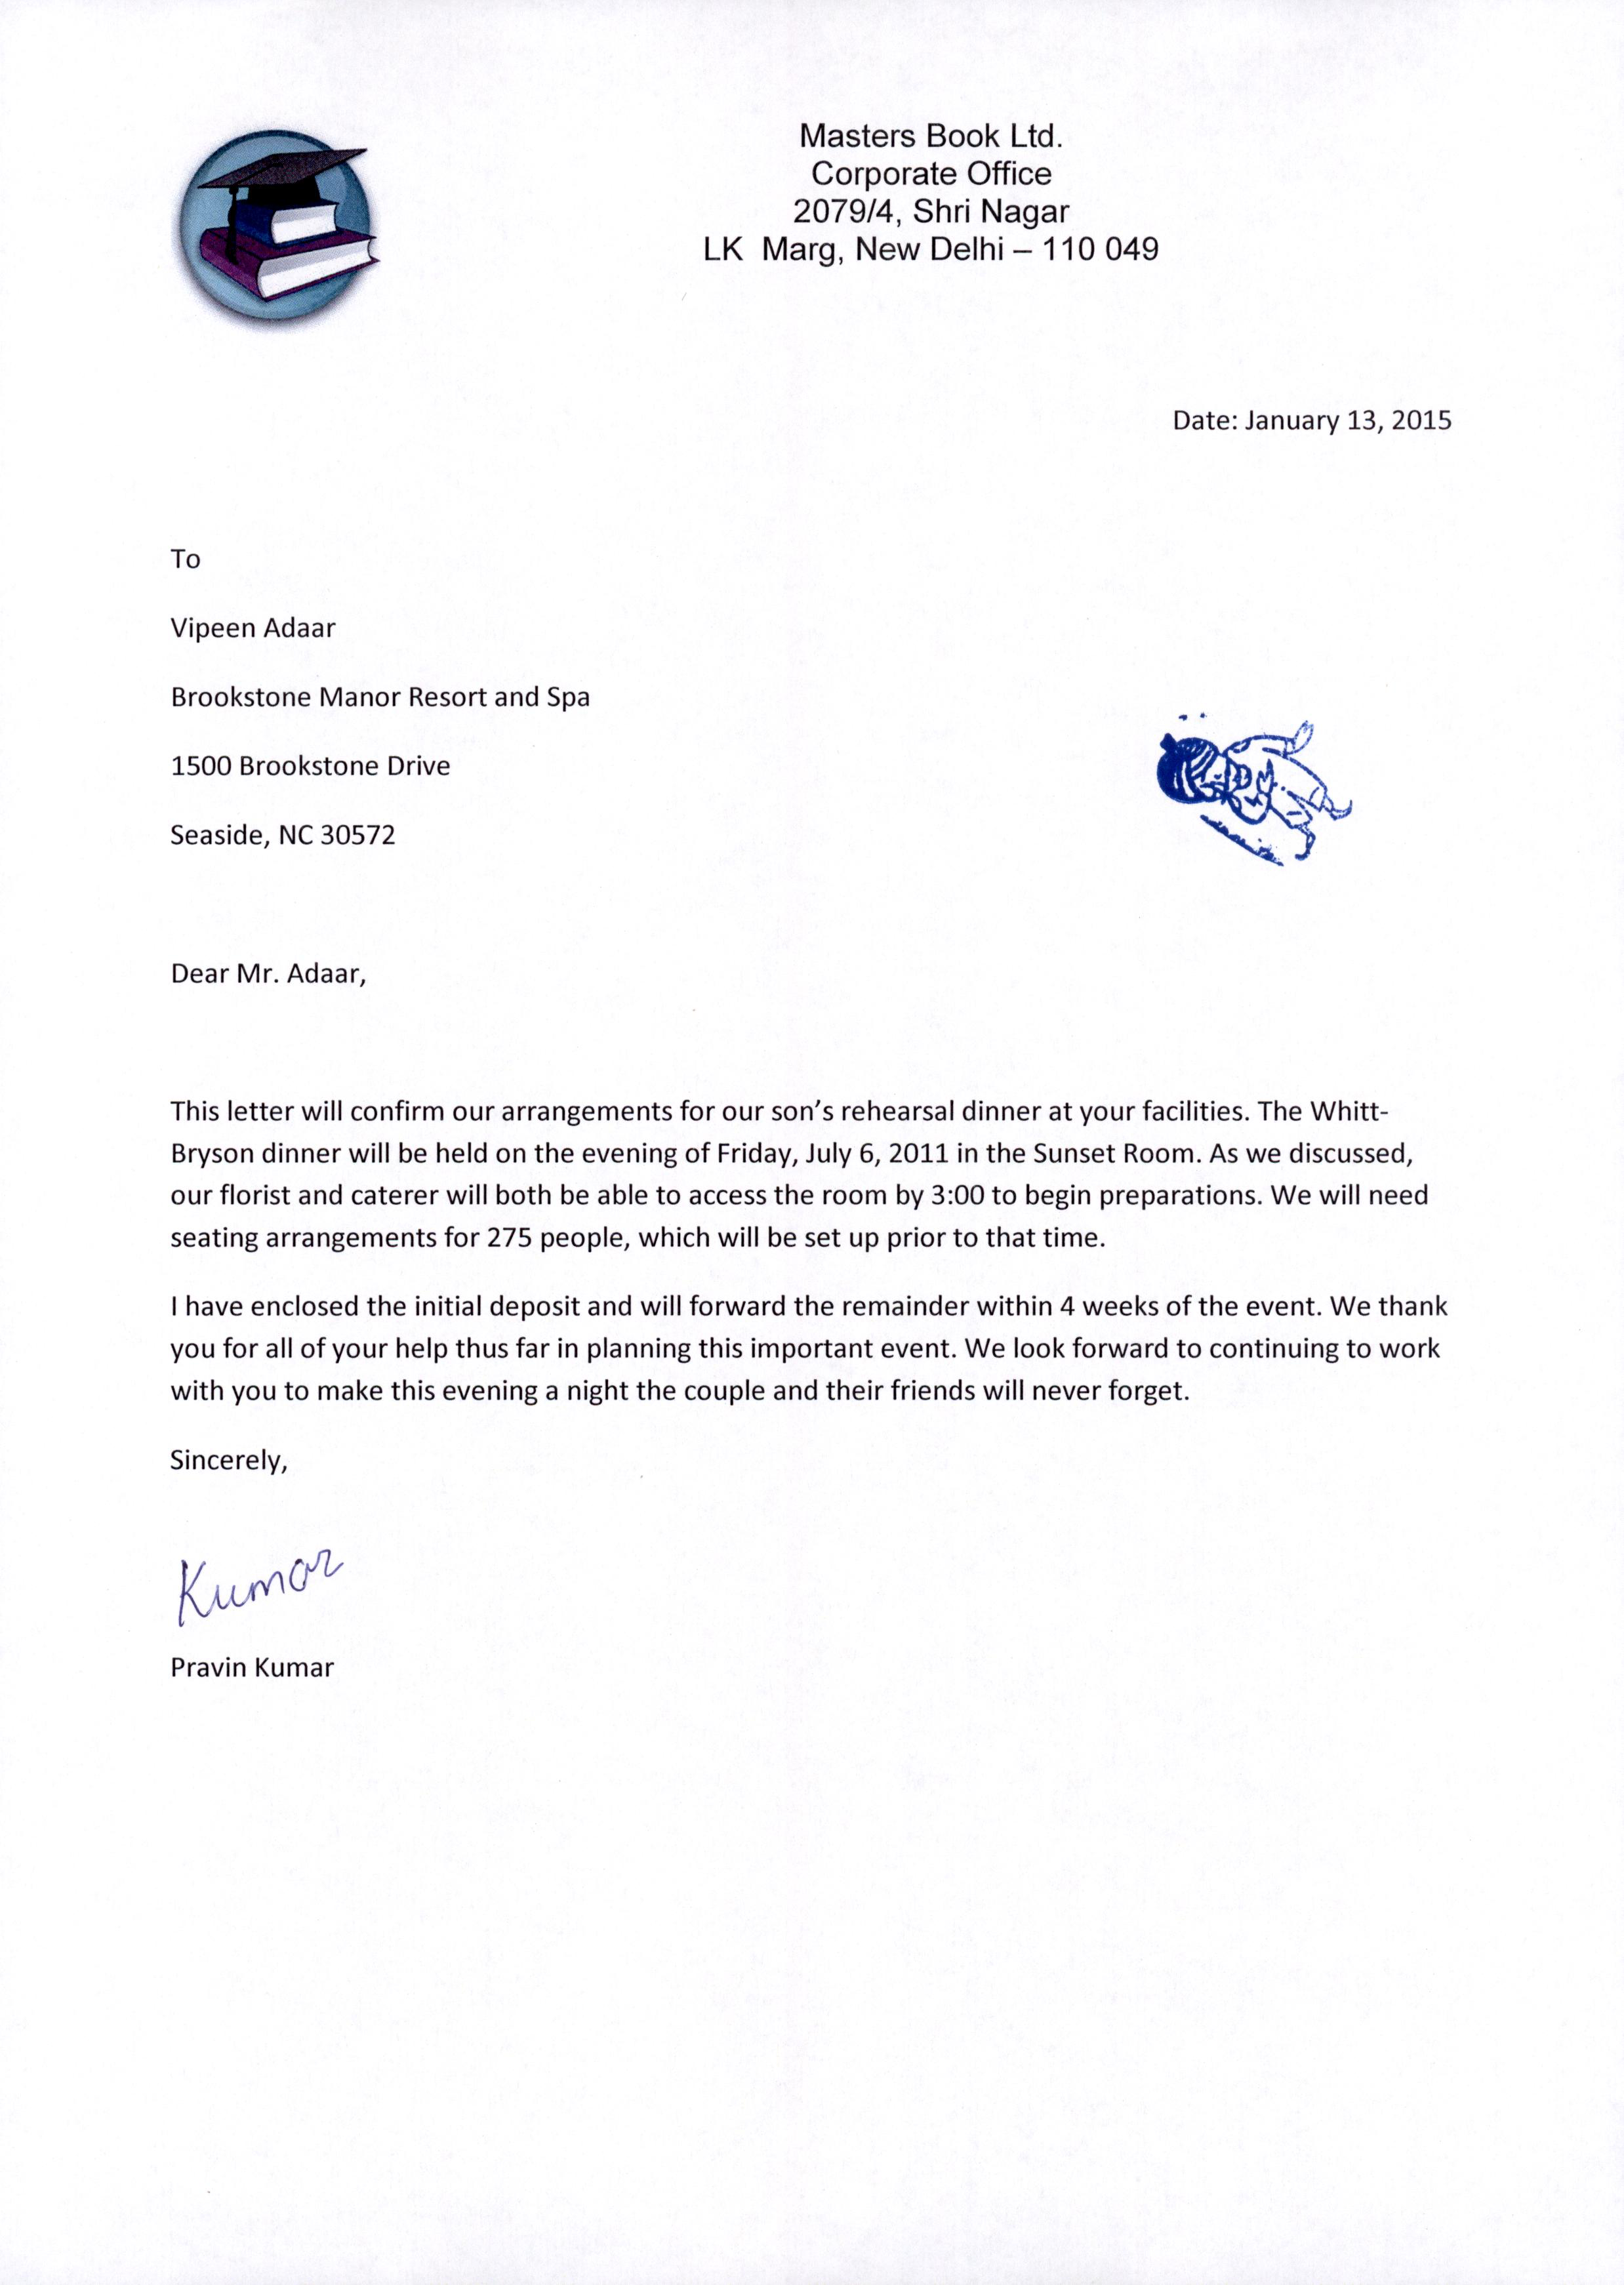 Masters Book Ltd.
Corporate Office
2079/4, Shri Nagar
LK Marg, New Delhi – 110 049
Date: January 13, 2015
To
Vipeen Adaar
Brookstone Manor Resort and Spa
1500 Brookstone Drive
Seaside, NC 30572
Dear Mr. Adaar,
This letter will confirm our arrangements for our son’s rehearsal dinner at your facilities. The Whitt-
Bryson dinner will be held on the evening of Friday, July 6, 2011 in the Sunset Room. As we discussed,
our florist and caterer will both be able to access the room by 3:00 to begin preparations. We will need
seating arrangements for 275 people, which will be set up prior to that time.
I have enclosed the initial deposit and will forward the remainder within 4 weeks of the event. We thank
you for all of your help thus far in planning this important event. We look forward to continuing to work
with you to make this evening a night the couple and their friends will never forget.
Sincerely,
Kumar
Pravin Kumar